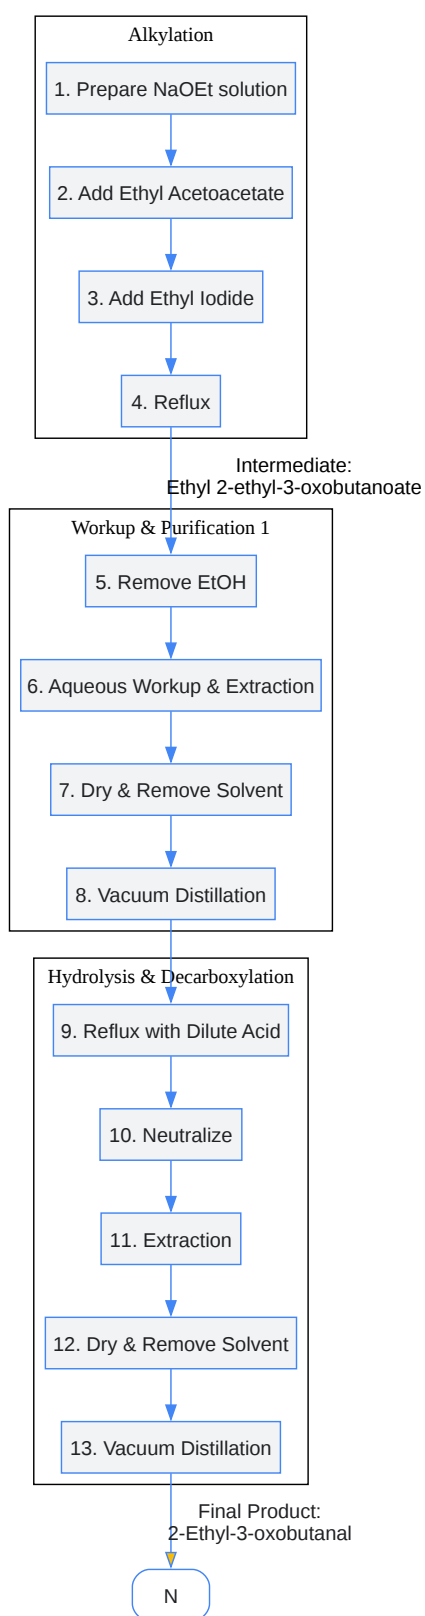 Alkylation
1. Prepare NaOEt solution
2. Add Ethyl Acetoacetate
3. Add Ethyl Iodide
4. Reflux
Intermediate:
Ethyl 2-ethyl-3-oxobutanoate
Workup & Purification 1
5. Remove EtOH
6. Aqueous Workup & Extraction
7. Dry & Remove Solvent
8. Vacuum Distillation
Hydrolysis & Decarboxylation
9. Reflux with Dilute Acid
10. Neutralize
11. Extraction
12. Dry & Remove Solvent
13. Vacuum Distillation
Final Product:
2-Ethyl-3-oxobutanal
N